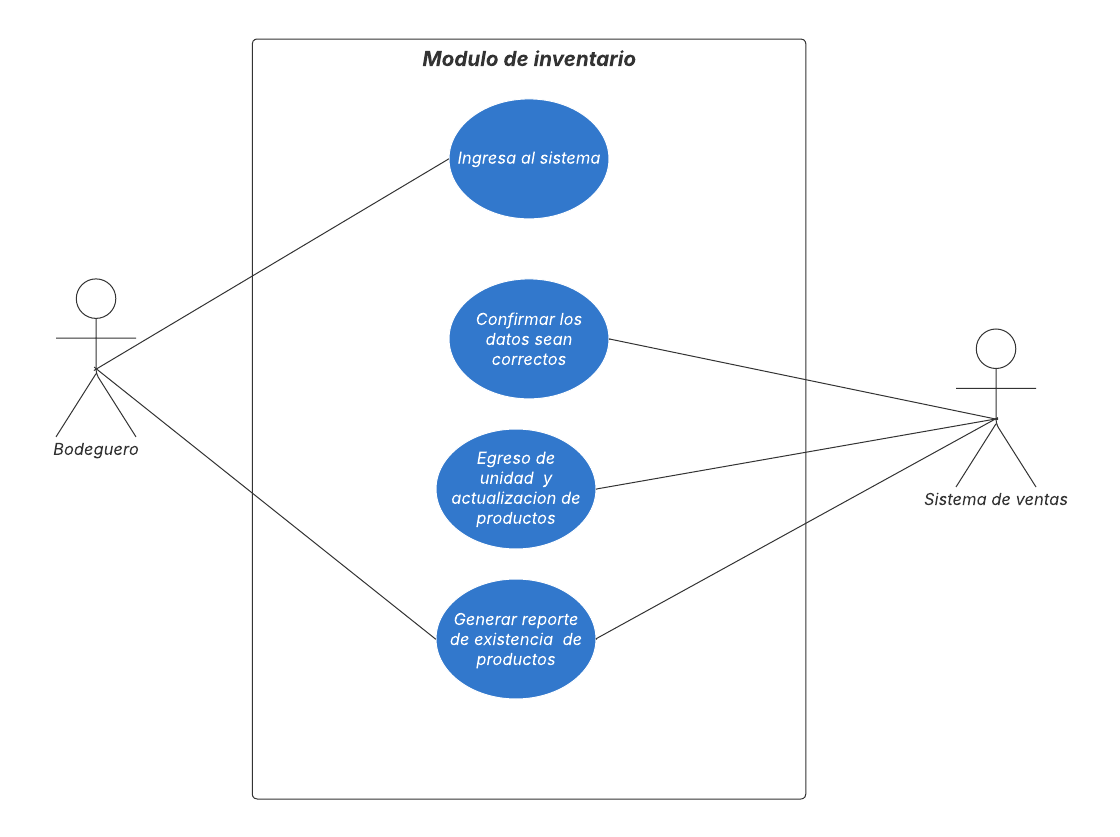 Modulo de inventario
Ingresa al sistema
Confirmar los
datos sean
correctos
Bodeguero
Egreso de
unidad  y
actualizacion de
productos
Sistema de ventas
Generar reporte
de existencia  de
productos